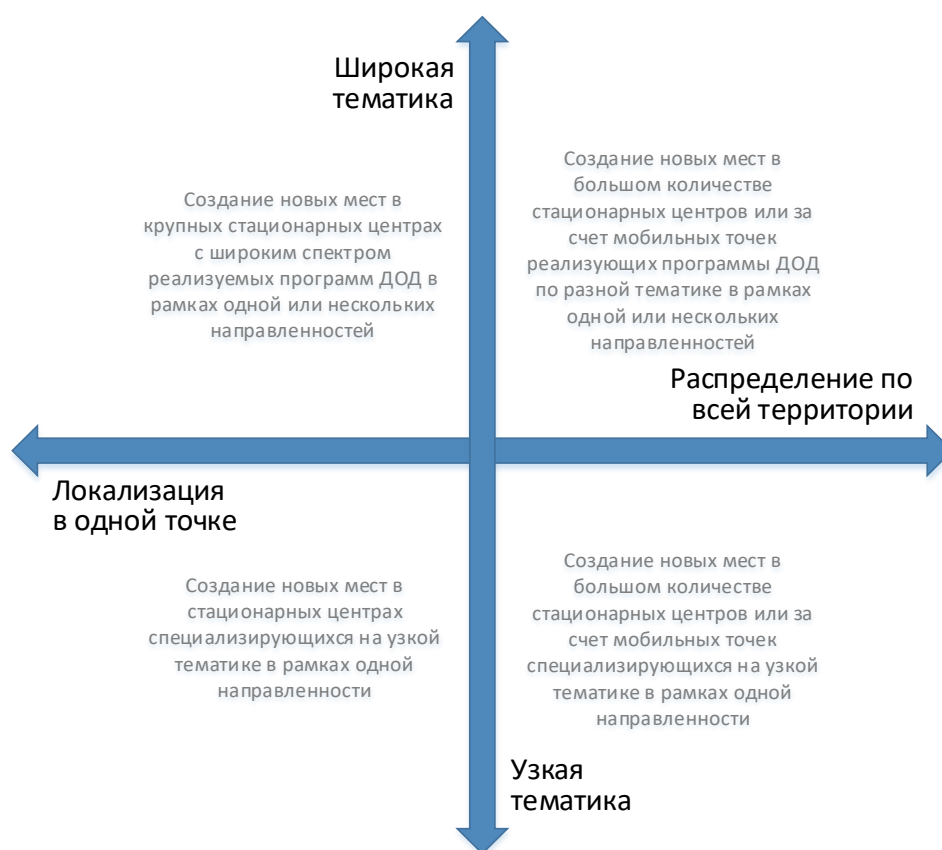 Широкая
тематика
Создание новых мест в
крупных стационарных центрах
с широким спектром
реализуемых программ ДОД в
рамках одной или нескольких
направленностей
Создание новых мест в
большом количестве
стационарных центров или за
счет мобильных точек
реализующих программы ДОД
по разной тематике в рамках
одной или нескольких
направленностей
Распределение по
всей территории
Локализация
в одной точке
Создание новых мест в
стационарных центрах
специализирующихся на узкой
тематике в рамках одной
направленности
Создание новых мест в
большом количестве
стационарных центров или за
счет мобильных точек
специализирующихся на узкой
тематике в рамках одной
направленности
Узкая
тематика